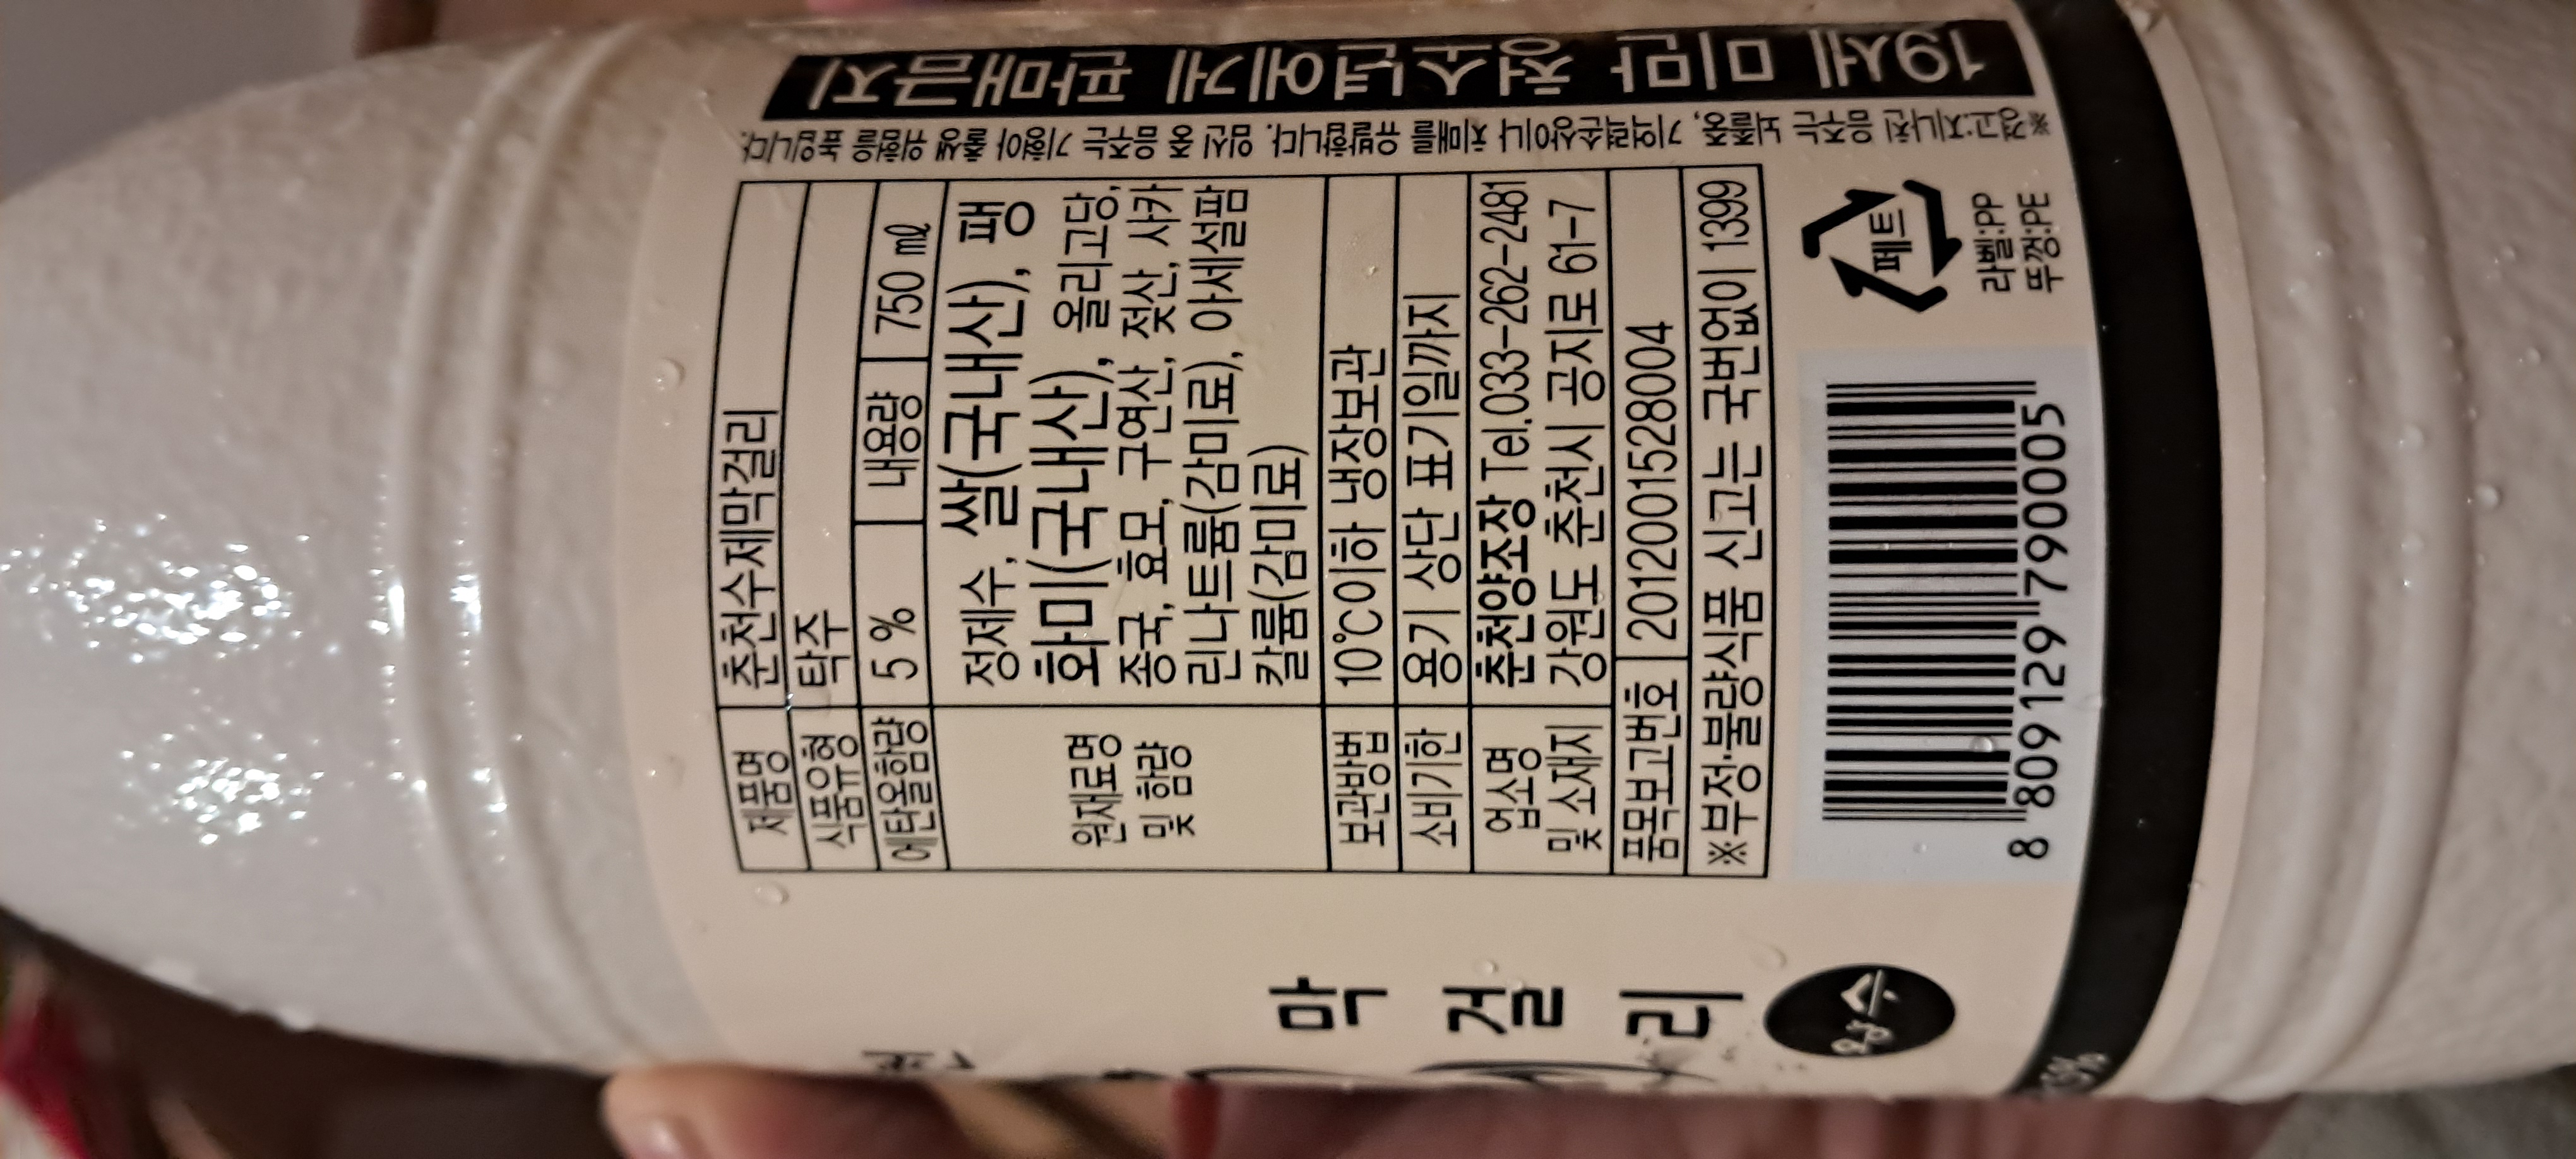 제품명 춘천수제막걸리
식품유형 탁주
에탄올함량 5 % 내용량 750 ㎖
원재료명 및 함량
정제수, 쌀(국내산), 팽
화미(국내산), 올리고당,
종국, 효모, 구연산, 젖산, 사카
린나트륨(감미료), 아세설팜
칼륨(감미료)
보관방법 10℃이하 냉장보관
소비기한 용기 상단 표기일까지
업소명 및 소재지
춘천양조장 Tel.033-262-2481
강원도 춘천시 공지로 61-7
품목보고번호 2012001528004
※부정·불량식품 신고는 국번없이 1399
8 809129 790005
페트
라벨:PP
뚜껑:PE
※경고:지나친 음주는 뇌졸중, 기억력손상이나 치매를 유발합니다. 임신 중 음주는 기형아 출생 위험을 높입니다.
19세 미만 청소년에게 판매금지
막걸리